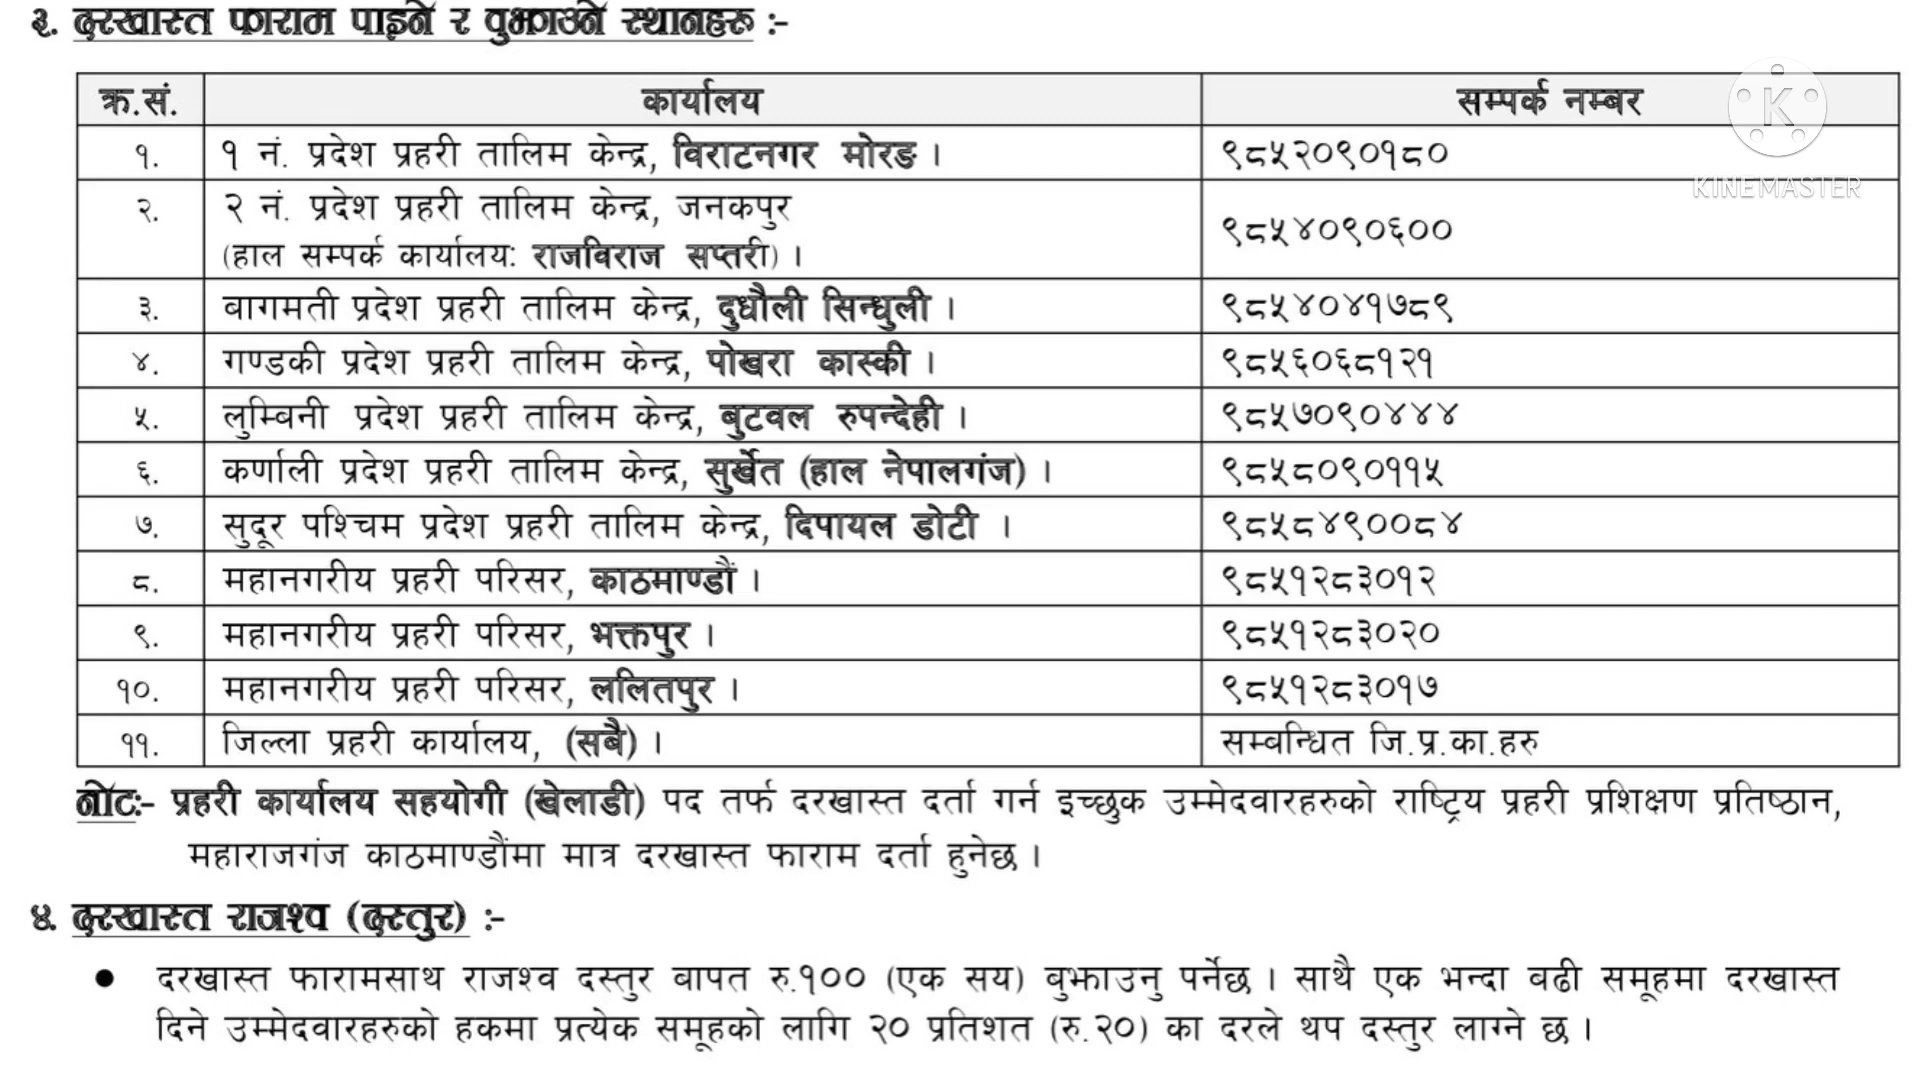 ३. दरखास्त फाराम पाइने र वुझाउने स्थानहरु :-
क्र.सं. कार्यालय सम्पर्क नम्बर
१. १ नं. प्रदेश प्रहरी तालिम केन्द्र, विराटनगर मोरङ । ९८५२०९०१८०
२. २ नं. प्रदेश प्रहरी तालिम केन्द्र, जनकपुर
(हाल सम्पर्क कार्यालय: राजविराज सप्तरी) । ९८५४०९०६००
३. बागमती प्रदेश प्रहरी तालिम केन्द्र, दुधौली सिन्धुली । ९८५४०४१७८९
४. गण्डकी प्रदेश प्रहरी तालिम केन्द्र, पोखरा कास्की । ९८५६०६८१२१
५. लुम्बिनी प्रदेश प्रहरी तालिम केन्द्र, बुटवल रुपन्देही । ९८५७०९०४४४
६. कर्णाली प्रदेश प्रहरी तालिम केन्द्र, सुर्खेत (हाल नेपालगंज) । ९८५८०९०११५
७. सुदूर पश्चिम प्रदेश प्रहरी तालिम केन्द्र, दिपायल डोटी । ९८५८४९००८४
८. महानगरीय प्रहरी परिसर, काठमाण्डौं । ९८५१२८३०१२
९. महानगरीय प्रहरी परिसर, भक्तपुर । ९८५१२८३०२०
१०. महानगरीय प्रहरी परिसर, ललितपुर । ९८५१२८३०१७
११. जिल्ला प्रहरी कार्यालय, (सबै) । सम्बन्धित जि.प्र.का.हरु
नोट:- प्रहरी कार्यालय सहयोगी (खेलाडी) पद तर्फ दरखास्त दर्ता गर्न इच्छुक उम्मेदवारहरुको राष्ट्रिय प्रहरी प्रशिक्षण प्रतिष्ठान,
महाराजगंज काठमाण्डौंमा मात्र दरखास्त फाराम दर्ता हुनेछ ।
४. दरखास्त राजश्व (दस्तुर) :-
● दरखास्त फारामसाथ राजश्व दस्तुर बापत रु.१०० (एक सय) बुझाउनु पर्नेछ । साथै एक भन्दा बढी समूहमा दरखास्त
दिने उम्मेदवारहरुको हकमा प्रत्येक समूहको लागि २० प्रतिशत (रु.२०) का दरले थप दस्तुर लाग्ने छ ।
K
KINEMASTER